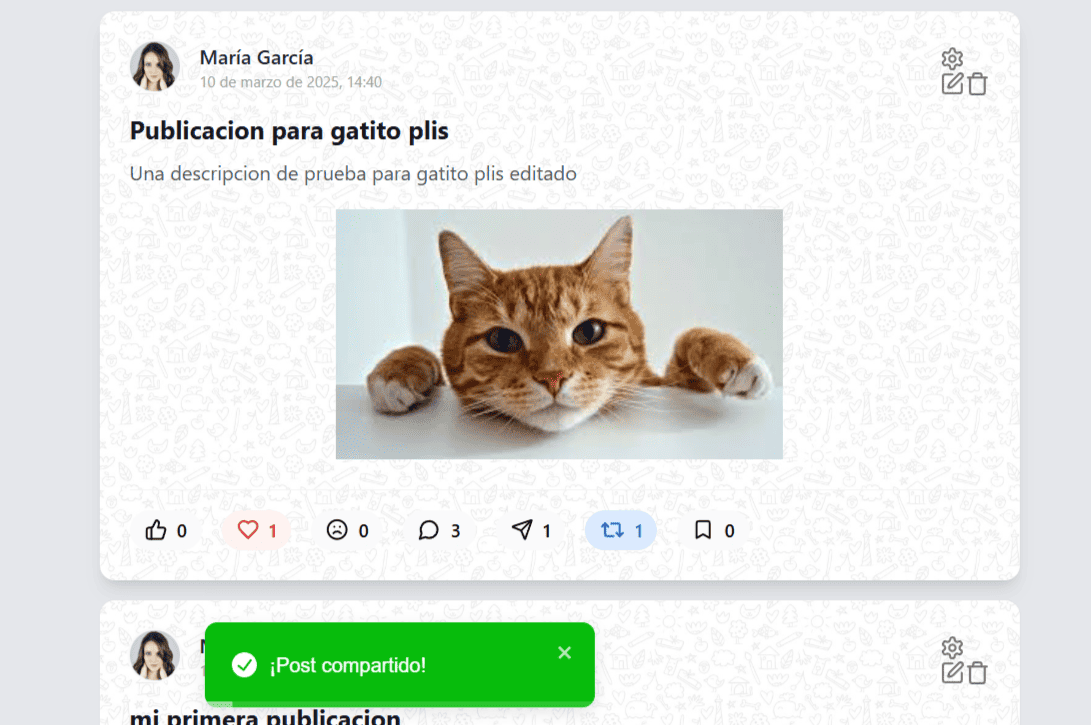 María García
10 de marzo de 2025, 14:40
Publicacion para gatito plis
Una descripcion de prueba para gatito plis editado
0 1 0 3 1 1 0
¡Post compartido!
mi primera publicacion